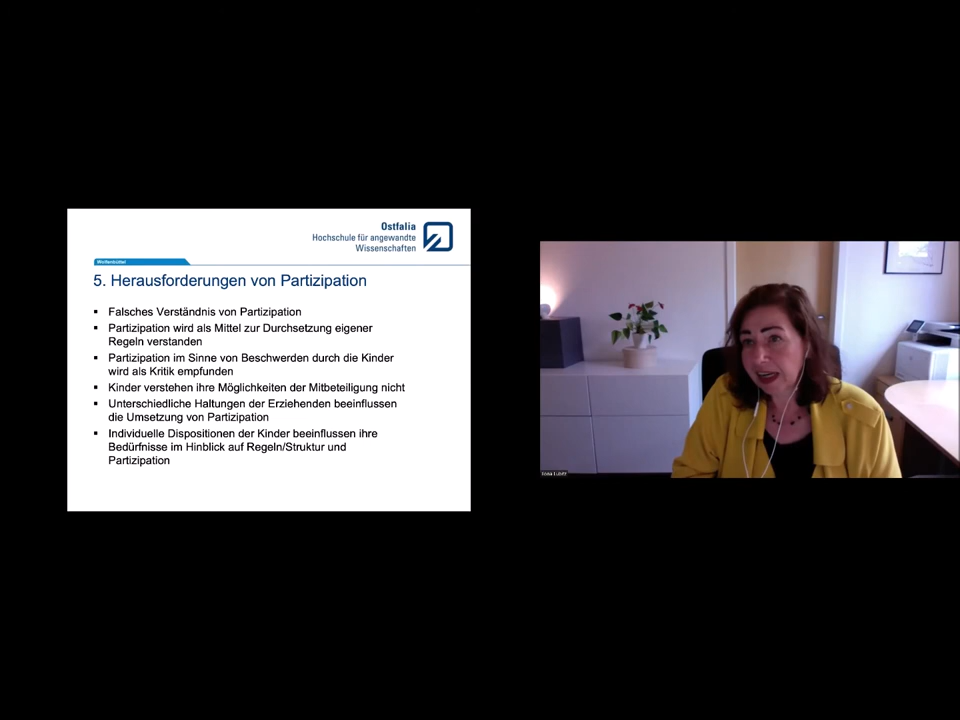 Ostfalia
Hochschule für angewandte
Wissenschaften
Wolfenbüttel
5. Herausforderungen von Partizipation
▪ Falsches Verständnis von Partizipation
▪ Partizipation wird als Mittel zur Durchsetzung eigener
Regeln verstanden
▪ Partizipation im Sinne von Beschwerden durch die Kinder
wird als Kritik empfunden
▪ Kinder verstehen ihre Möglichkeiten der Mitbeteiligung nicht
▪ Unterschiedliche Haltungen der Erziehenden beeinflussen
die Umsetzung von Partizipation
▪ Individuelle Dispositionen der Kinder beeinflussen ihre
Bedürfnisse im Hinblick auf Regeln/Struktur und
Partizipation